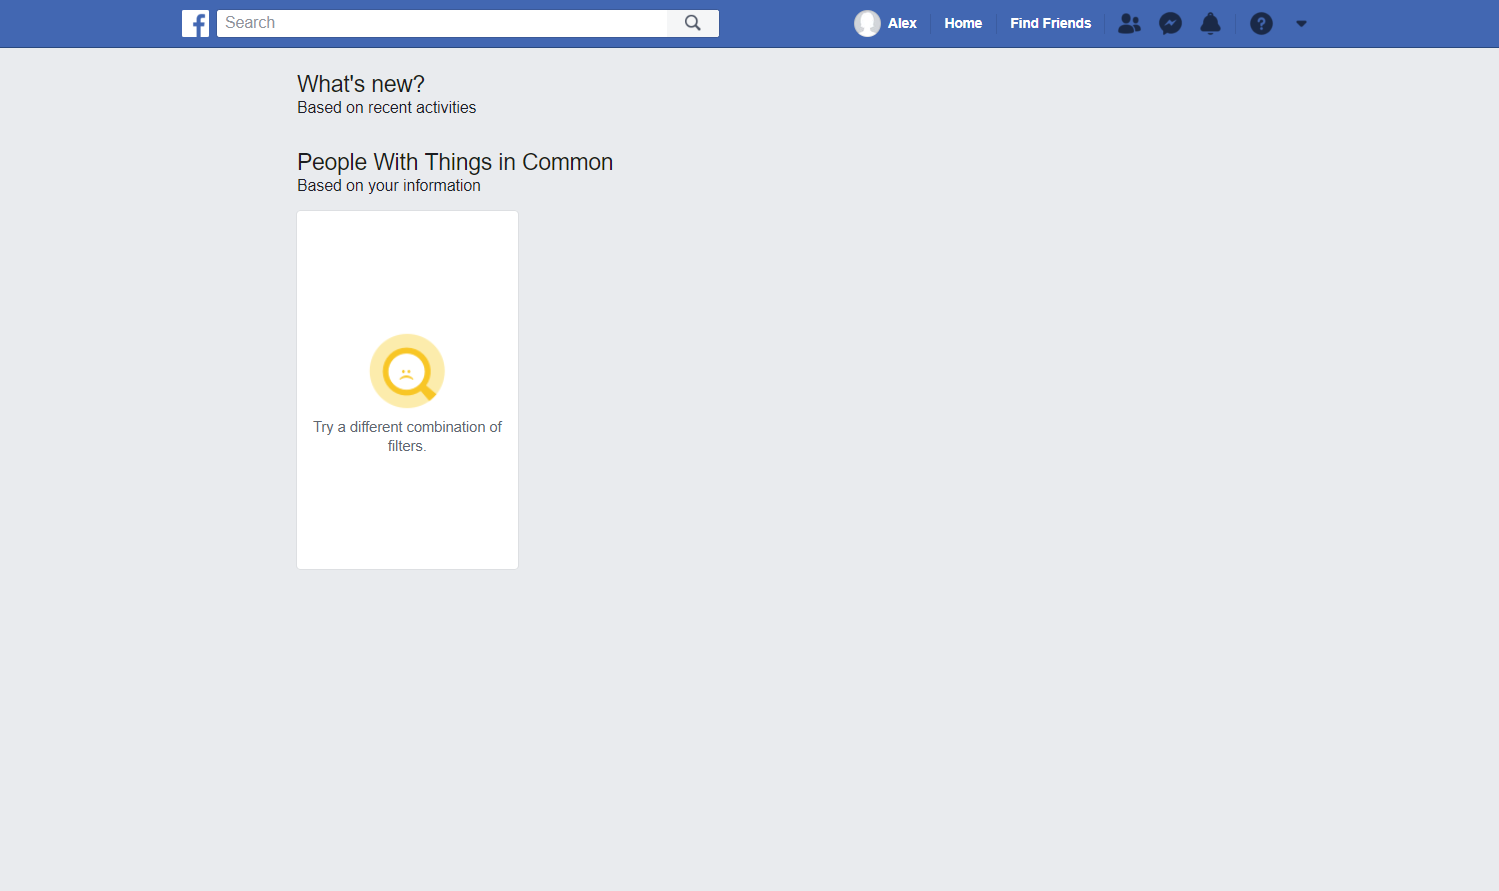 Search
Alex
Home
Find Friends
What's new?
Based on recent activities
People With Things in Common
Based on your information
Try a different combination of
filters.